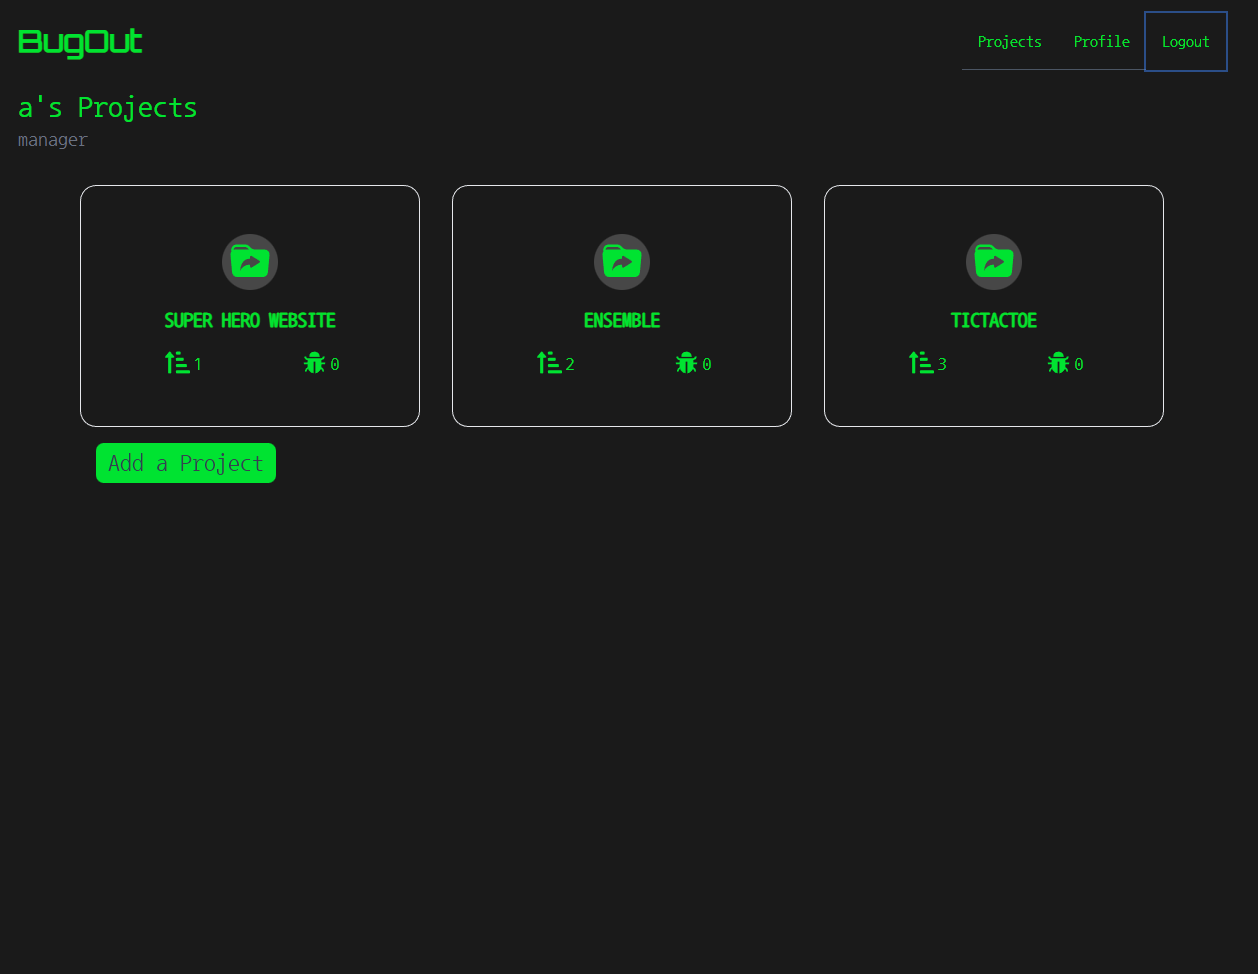 BugOut
Projects Profile Logout
a's Projects
manager
SUPER HERO WEBSITE
1 0
ENSEMBLE
2 0
TICTACTOE
3 0
Add a Project